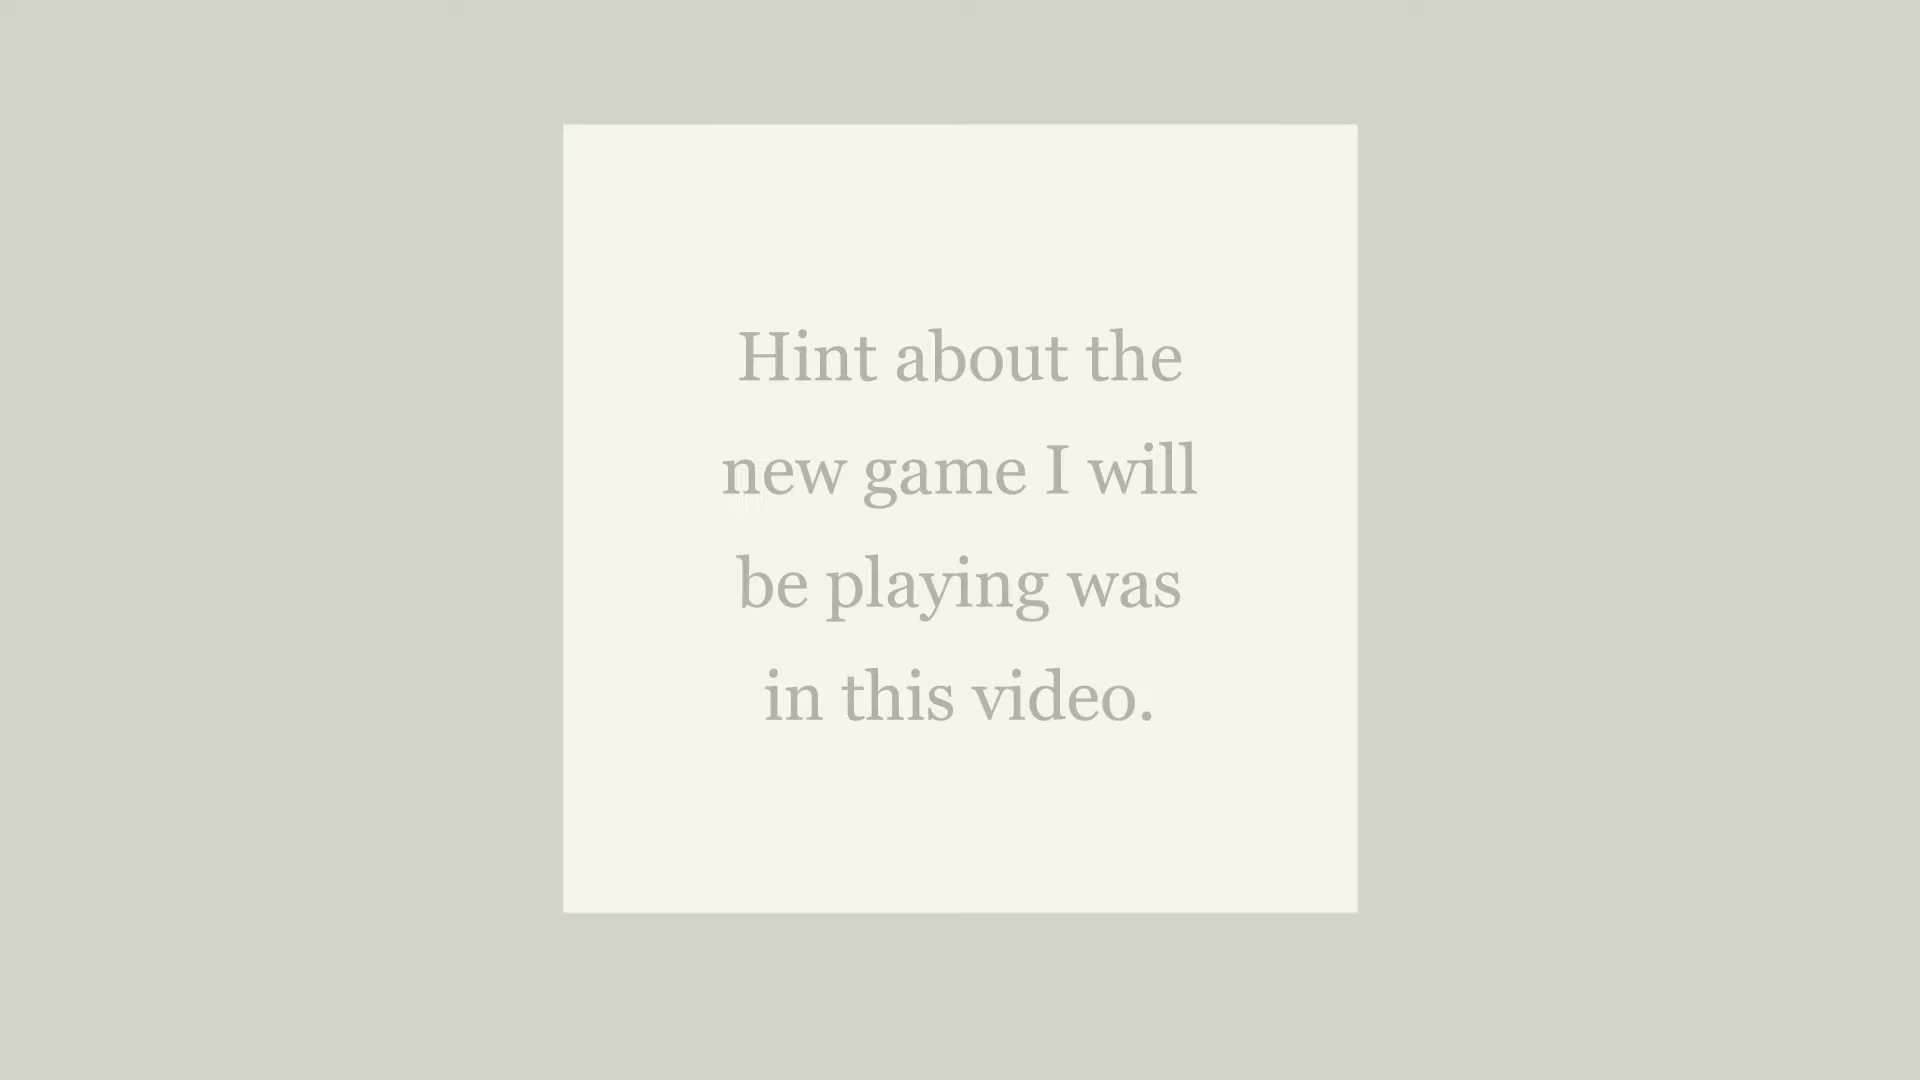 Hint about the
new game I will
be playing was
in this video.